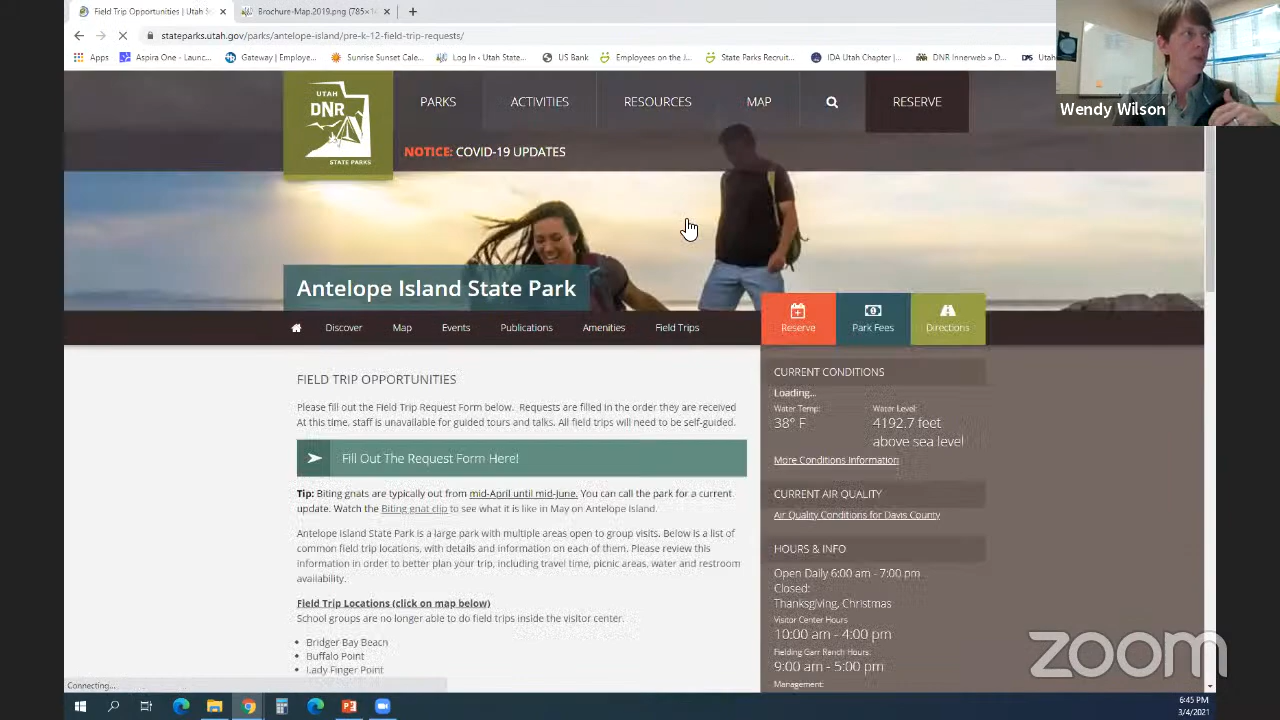 Field Trip Opportunities | Utah S
Brochure-Map.2019.png (785×1
stateparks.utah.gov/parks/antelope-island/pre-k-12-field-trip-requests/
Apps
Aspira One - Launc...
Gateway | Employe...
Sunrise Sunset Cale...
Log In ‹ Utah State...
US Bank
Employees on the J...
State Parks Recruit...
IDA Utah Chapter |...
DNR Innerweb » D...
Utah
Wendy Wilson
UTAH
DNR
STATE PARKS
PARKS
ACTIVITIES
RESOURCES
MAP
RESERVE
NOTICE: COVID-19 UPDATES
Antelope Island State Park
Discover
Map
Events
Publications
Amenities
Field Trips
Reserve
Park Fees
Directions
FIELD TRIP OPPORTUNITIES
Please fill out the Field Trip Request Form below. Requests are filled in the order they are received
At this time, staff is unavailable for guided tours and talks. All field trips will need to be self-guided.
Fill Out The Request Form Here!
Tip: Biting gnats are typically out from mid-April until mid-June. You can call the park for a current
update. Watch the Biting gnat clip to see what it is like in May on Antelope Island.
Antelope Island State Park is a large park with multiple areas open to group visits. Below is a list of
common field trip locations, with details and information on each of them. Please review this
information in order to better plan your trip, including travel time, picnic areas, water and restroom
availability.
Field Trip Locations (click on map below)
School groups are no longer able to do field trips inside the visitor center.
• Bridger Bay Beach
• Buffalo Point
• Lady Finger Point
CURRENT CONDITIONS
Loading...
Water Temp:
38° F
Water Level:
4192.7 feet
above sea level
More Conditions Information
CURRENT AIR QUALITY
Air Quality Conditions for Davis County
HOURS & INFO
Open Daily 6:00 am - 7:00 pm
Closed:
Thanksgiving, Christmas
Visitor Center Hours
10:00 am - 4:00 pm
Fielding Garr Ranch Hours:
9:00 am - 5:00 pm
Management:
Connecting...
zoom
6:45 PM
3/4/2021